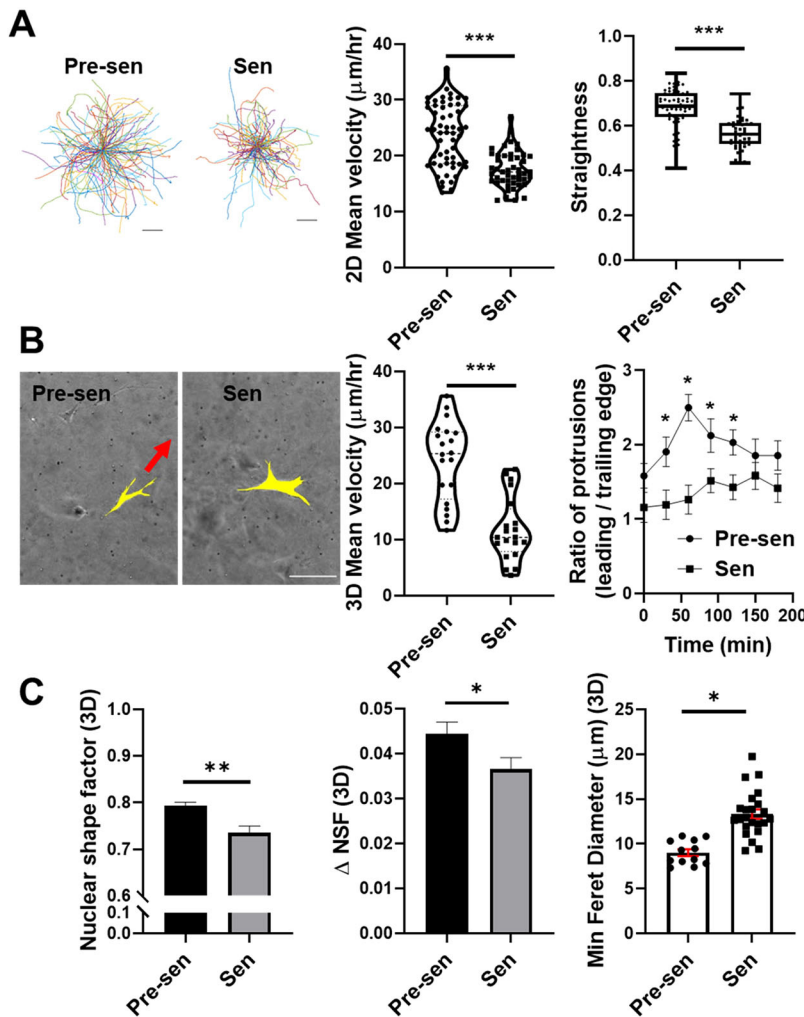 A
Pre-sen
Sen
2D Mean velocity (μm/hr)
40
30
20
10
0
***
Pre-sen
Sen
Straightness
1.0
0.8
0.6
0.4
0.2
0.0
***
Pre-sen
Sen
B
Pre-sen
Sen
3D Mean velocity (μm/hr)
40
30
20
10
0
***
Pre-sen
Sen
Ratio of protrusions
(leading / trailing edge)
3
2
1
0
*
*
*
*
Pre-sen
Sen
0
50
100
150
200
Time (min)
C
Nuclear shape factor (3D)
1.0
0.9
0.8
0.7
0.6
0.1
0.0
**
Pre-sen
Sen
Δ NSF (3D)
0.05
0.04
0.03
0.02
0.01
0.00
*
Pre-sen
Sen
Min Feret Diameter (μm) (3D)
25
20
15
10
5
0
*
Pre-sen
Sen